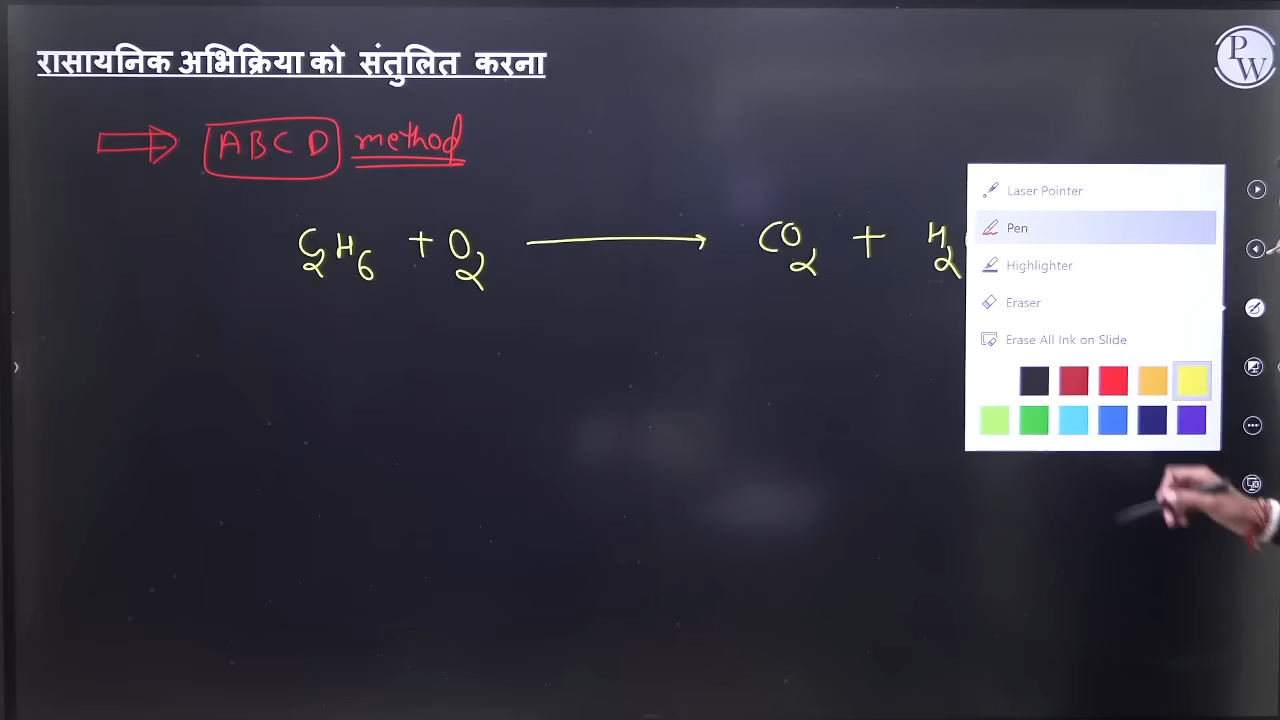 रासायनिक अभिक्रिया को संतुलित करना
PW
ABCD method
C₂H₆ + O₂ ⟶ CO₂ + H₂
Laser Pointer
Pen
Highlighter
Eraser
Erase All Ink on Slide